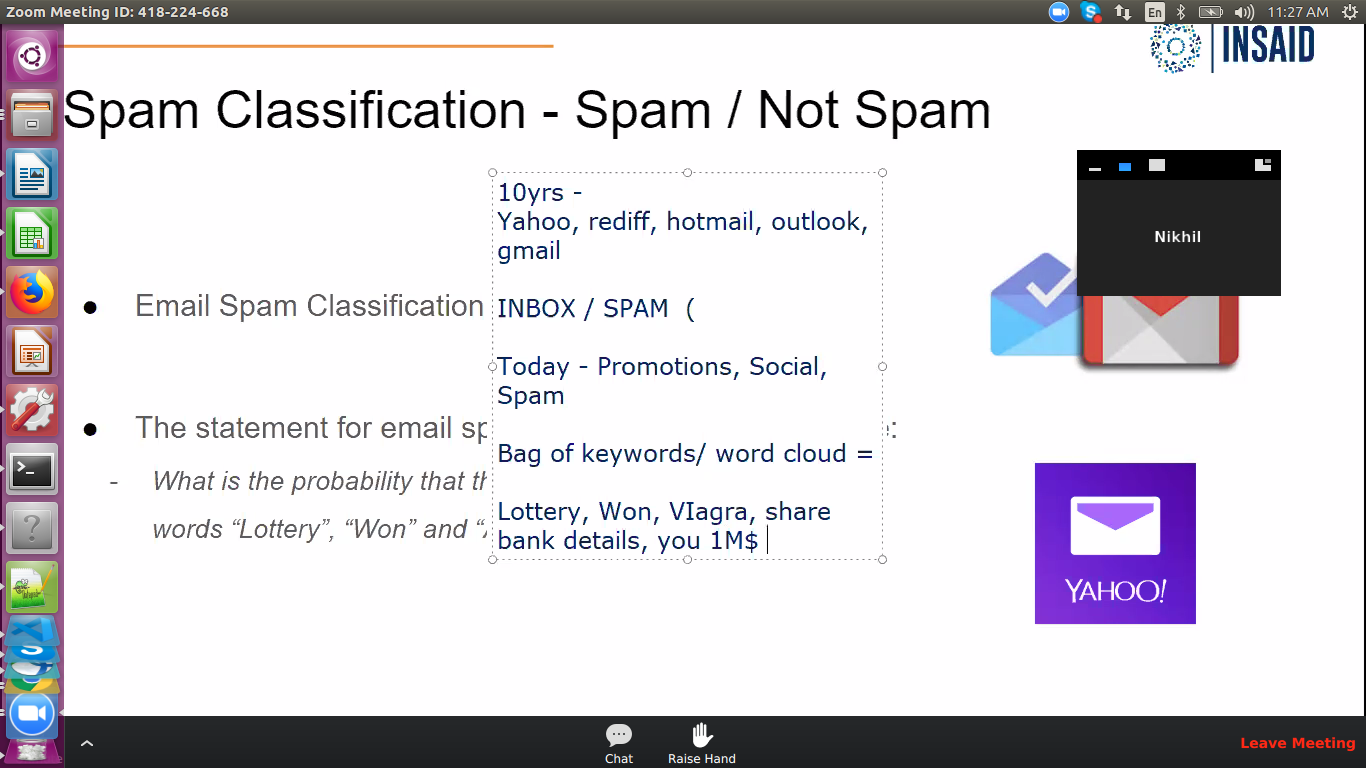 Zoom Meeting ID: 418-224-668
En
11:27 AM
INSAID
Spam Classification - Spam / Not Spam
Nikhil
10yrs -
Yahoo, rediff, hotmail, outlook,
gmail
Email Spam Classification
INBOX / SPAM (
Today - Promotions, Social,
Spam
The statement for email sp
:
Bag of keywords/ word cloud =
What is the probability that th
words “Lottery”, “Won” and “
Lottery, Won, VIagra, share
bank details, you 1M$
YAHOO!
Chat
Raise Hand
Leave Meeting